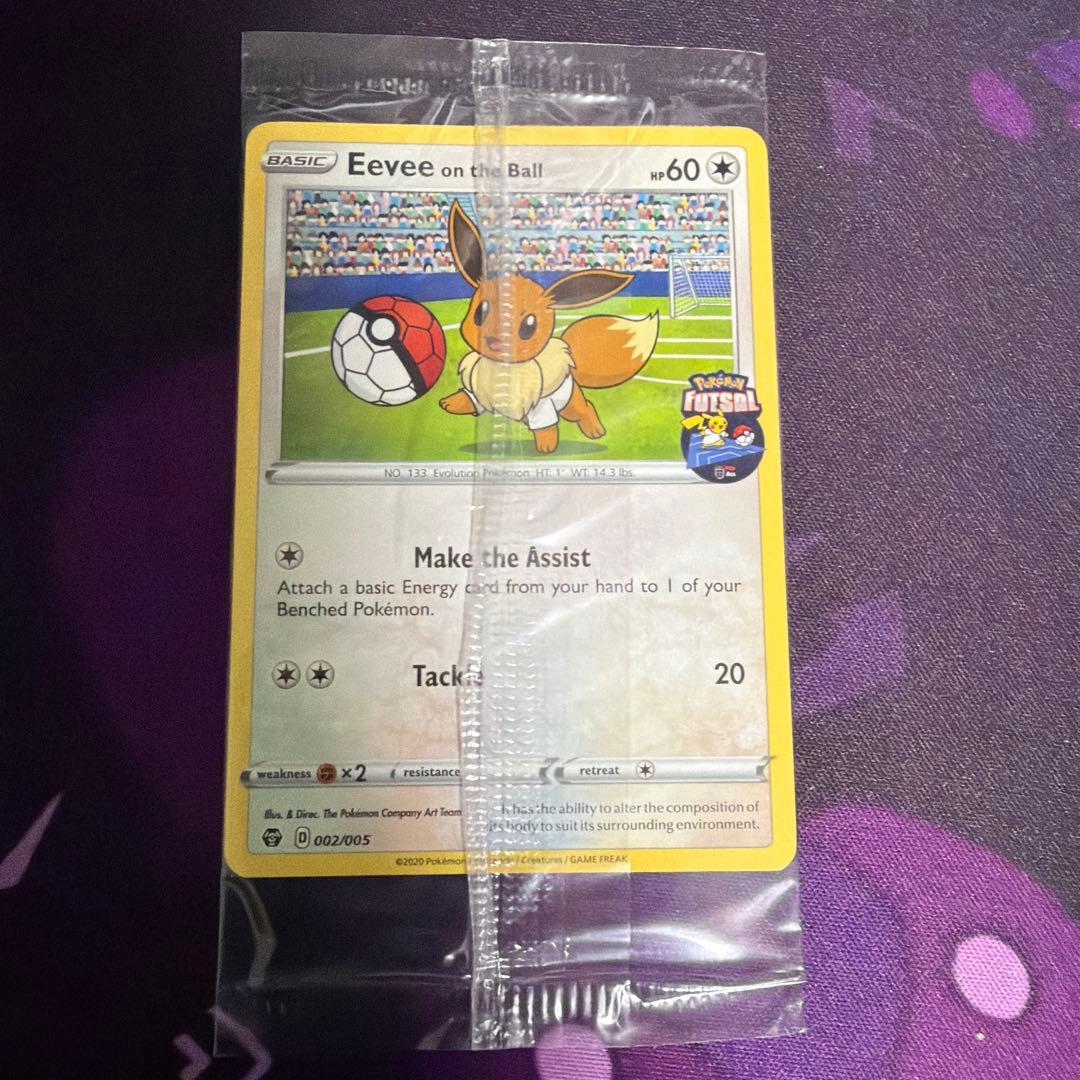 BASIC Eevee on the Ball HP 60
POKéMON
FUTSAL
NO. 133 Evolution Pokémon HT: 1' WT: 14.3 lbs.
Make the Assist
Attach a basic Energy card from your hand to 1 of your
Benched Pokémon.
Tackle 20
weakness ×2 resistance retreat
Illus. & Direc. The Pokémon Company Art Team
It has the ability to alter the composition of
its body to suit its surrounding environment.
D 002/005
©2020 Pokémon / Creatures / GAME FREAK